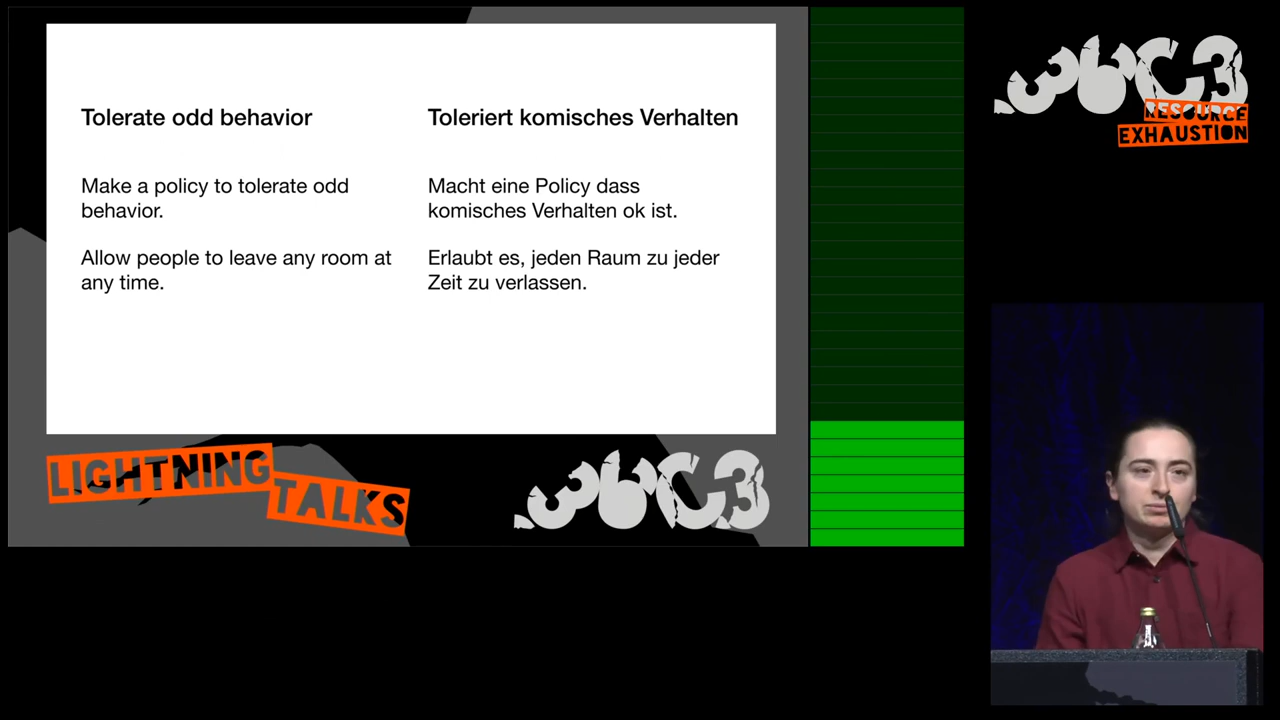 Tolerate odd behavior
Make a policy to tolerate odd
behavior.
Allow people to leave any room at
any time.
Toleriert komisches Verhalten
Macht eine Policy dass
komisches Verhalten ok ist.
Erlaubt es, jeden Raum zu jeder
Zeit zu verlassen.
LIGHTNING
TALKS
36C3
36C3
RESOURCE
EXHAUSTION